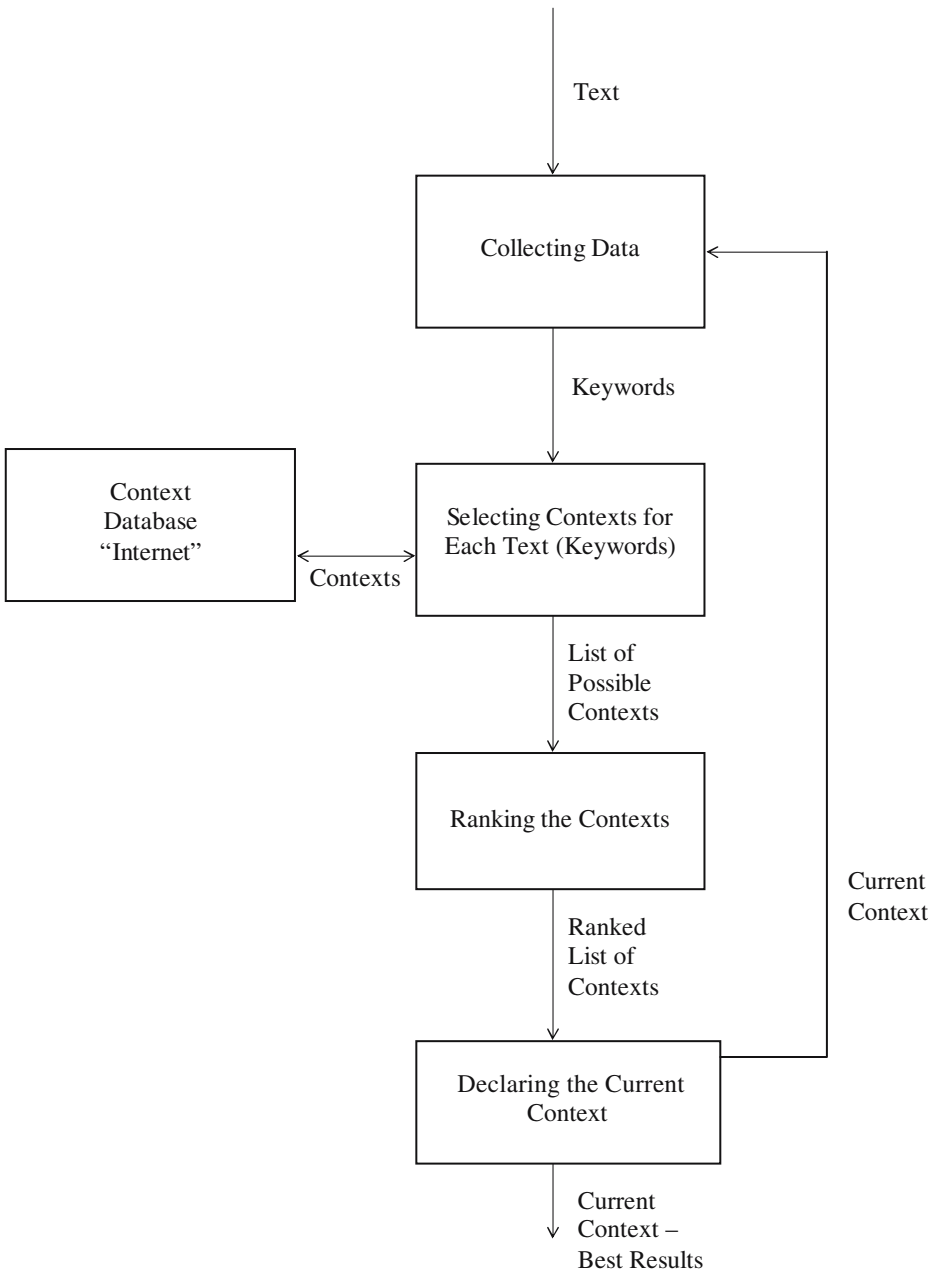 Text
Collecting Data
Keywords
Context
Database
“Internet”
Contexts
Selecting Contexts for
Each Text (Keywords)
List of
Possible
Contexts
Ranking the Contexts
Current
Context
Ranked
List of
Contexts
Declaring the Current
Context
Current
Context –
Best Results